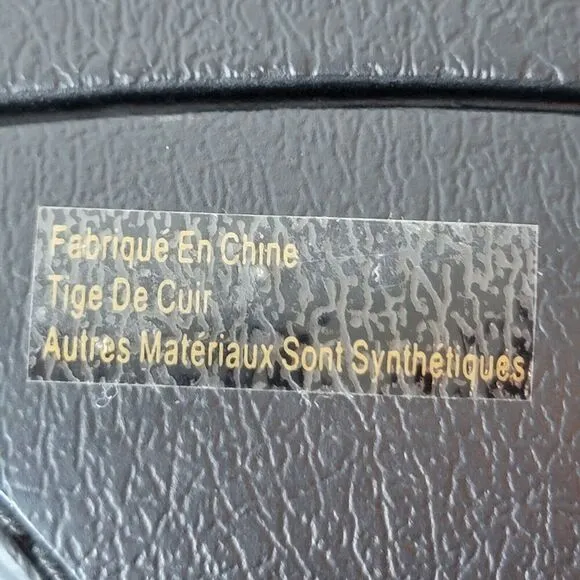 Fabriqué En Chine
Tige De Cuir
Autres Matériaux Sont Synthétiques